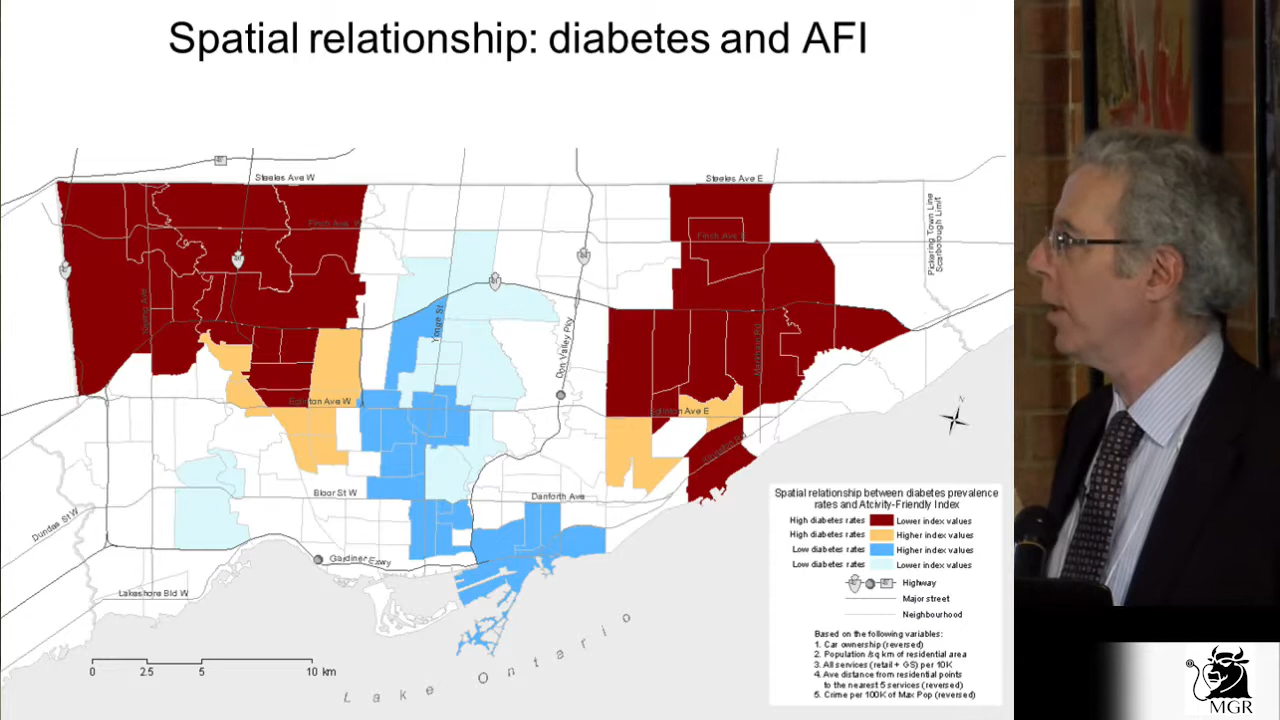 Spatial relationship: diabetes and AFI
Steeles Ave W
Steeles Ave E
Finch Ave
Finch Ave E
Pickering Town Line
Scarborough Limit
Yonge St
Don Valley Pky
Markham Rd
Eglinton Ave W
Eglinton Ave E
Kingston Rd
N
Bloor St W
Danforth Ave
Dundas St W
Gardiner Expwy
Lakeshore Bld W
0 2.5 5 10 km
Lake Ontario
Spatial relationship between diabetes prevalence
rates and Atcivity-Friendly Index
High diabetes rates Lower index values
High diabetes rates Higher index values
Low diabetes rates Higher index values
Low diabetes rates Lower index values
Highway
Major street
Neighbourhood
Based on the following variables:
1. Car ownership (reversed)
2. Population /sq km of residential area
3. All services (retail + GS) per 10K
4. Ave distance from residential points
to the nearest 5 services (reversed)
5. Crime per 100K of Max Pop (reversed)
MGR